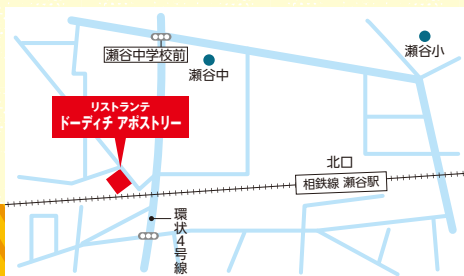 瀬谷小
瀬谷中学校前
瀬谷中
リストランテ
ドーディチ アポストリー
北口
相鉄線 瀬谷駅
環状4号線